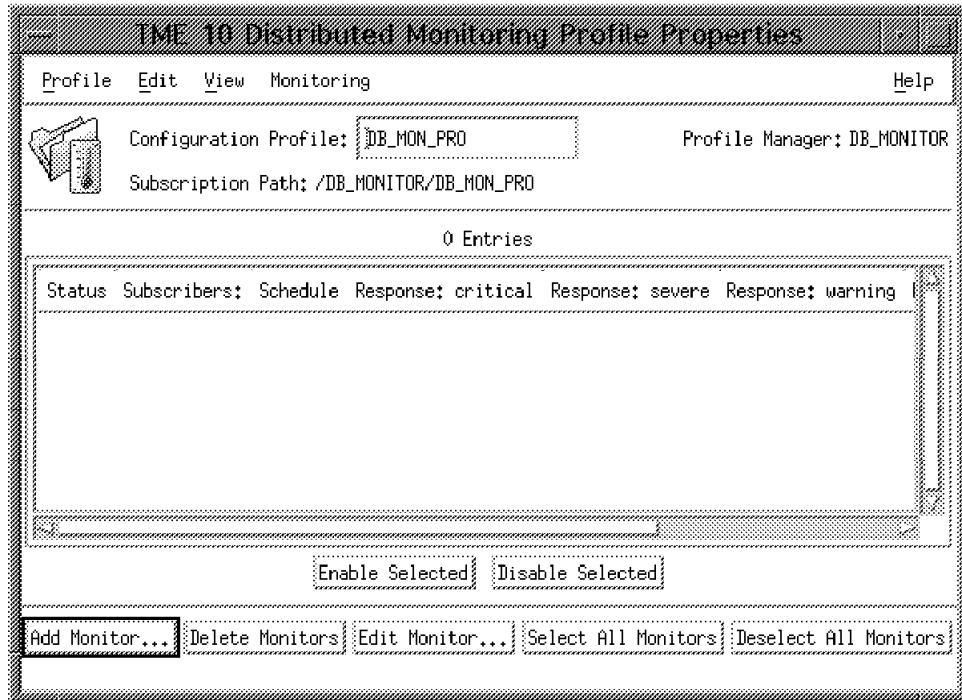 TME 10 Distributed Monitoring Profile Properties
Profile Edit View Monitoring Help
Configuration Profile: DB_MON_PRO Profile Manager: DB_MONITOR
Subscription Path: /DB_MONITOR/DB_MON_PRO
0 Entries
Status Subscribers: Schedule Response: critical Response: severe Response: warning
Enable Selected Disable Selected
Add Monitor... Delete Monitors Edit Monitor... Select All Monitors Deselect All Monitors